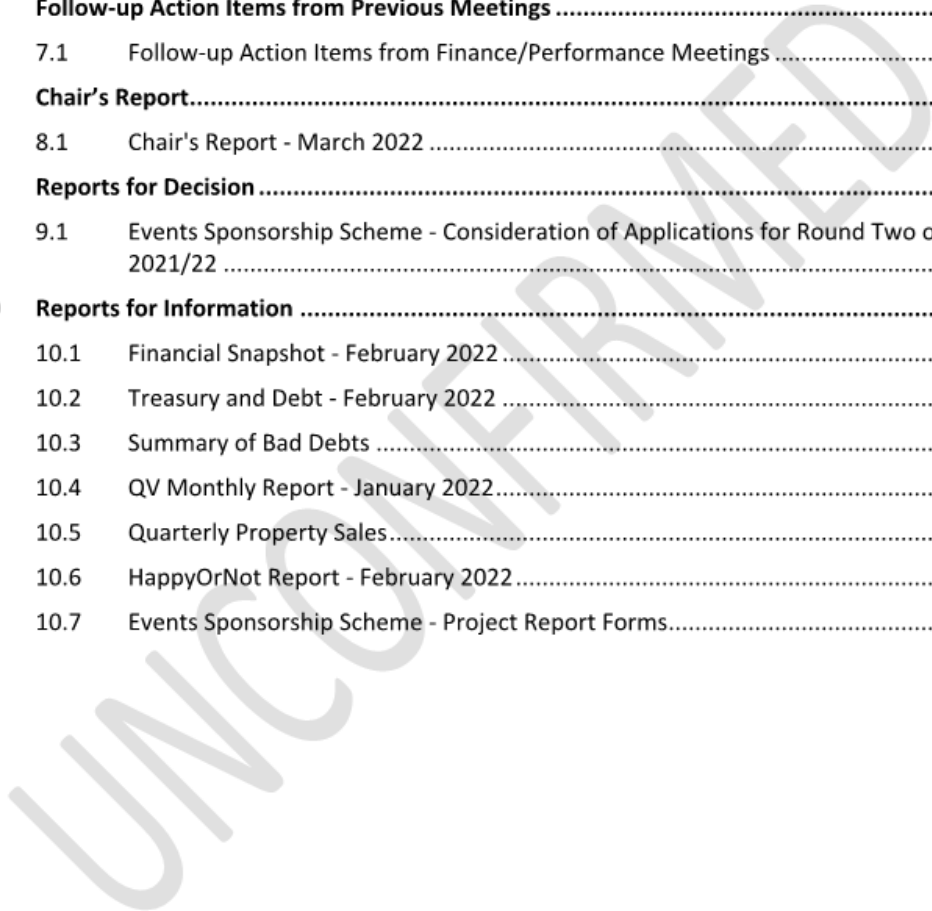 Follow-up Action Items from Previous Meetings ..........................................................
7.1 Follow-up Action Items from Finance/Performance Meetings ........................
Chair's Report.................................................................................................................
8.1 Chair's Report - March 2022 ............................................................................
Reports for Decision .......................................................................................................
9.1 Events Sponsorship Scheme - Consideration of Applications for Round Two
2021/22 ............................................................................................................
Reports for Information .................................................................................................
10.1 Financial Snapshot - February 2022 .................................................................
10.2 Treasury and Debt - February 2022 .................................................................
10.3 Summary of Bad Debts .....................................................................................
10.4 QV Monthly Report - January 2022..................................................................
10.5 Quarterly Property Sales...................................................................................
10.6 HappyOrNot Report - February 2022 ...............................................................
10.7 Events Sponsorship Scheme - Project Report Forms........................................
UNCONFIRMED